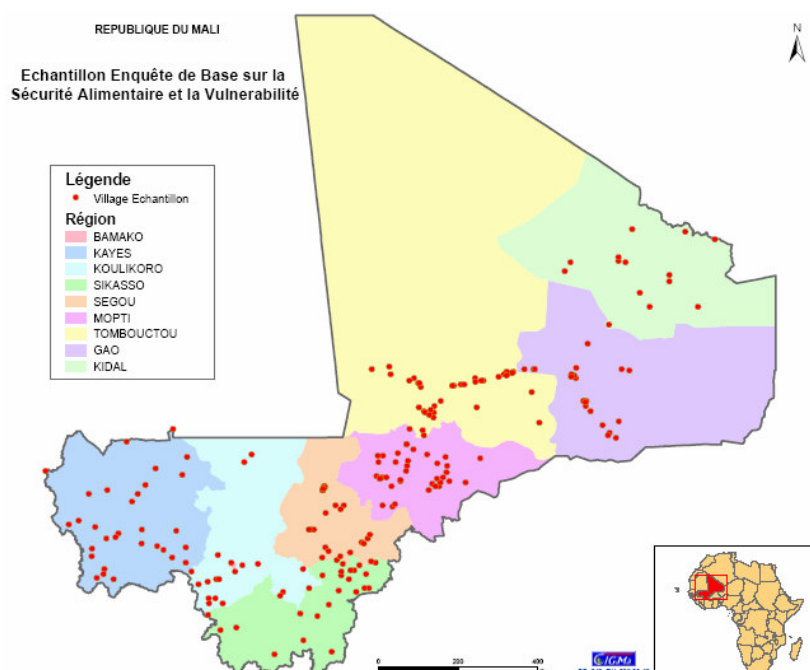 REPUBLIQUE DU MALI
N
Echantillon Enquête de Base sur la
Sécurité Alimentaire et la Vulnerabilité
Légende
Village Echantillon
Région
BAMAKO
KAYES
KOULIKORO
SIKASSO
SEGOU
MOPTI
TOMBOUCTOU
GAO
KIDAL
0 200 400